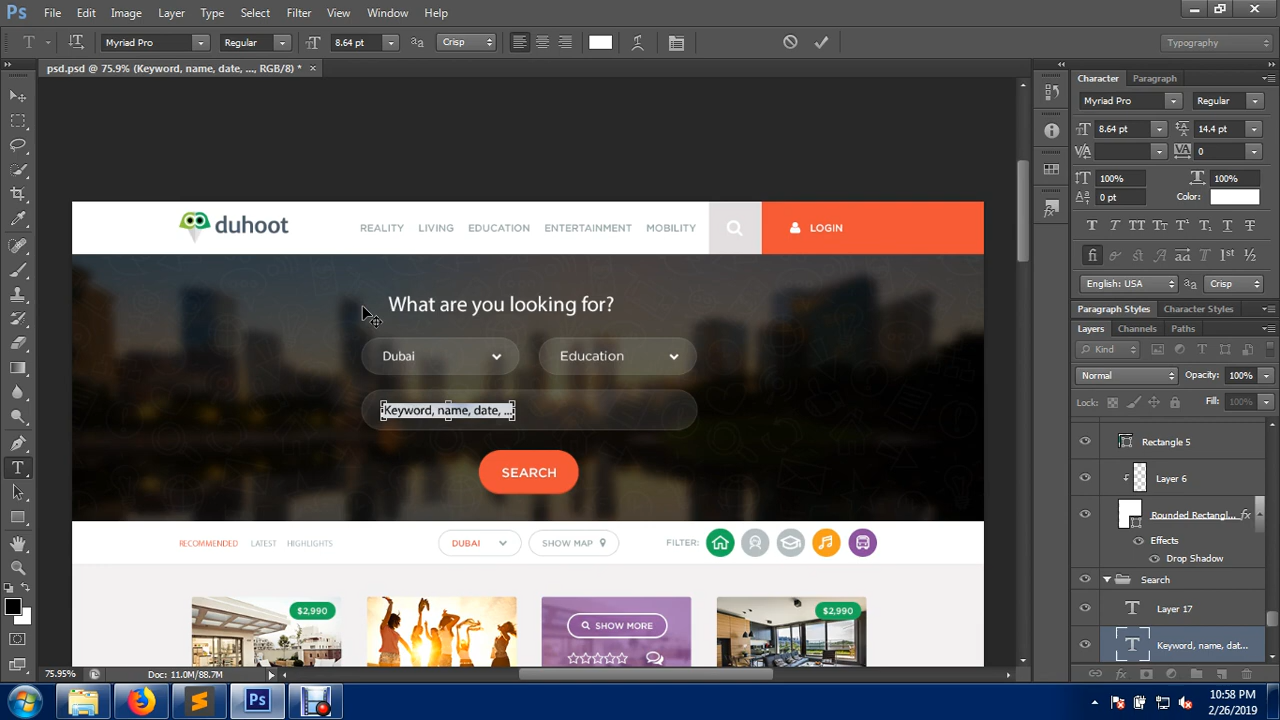 Ps File Edit Image Layer Type Select Filter View Window Help
T Myriad Pro Regular 8.64 pt Crisp Typography
psd.psd @ 75.9% (Keyword, name, date, ..., RGB/8) *
Character Paragraph
Myriad Pro Regular
8.64 pt 14.4 pt
0
100% 100%
0 pt Color:
English: USA Crisp
Paragraph Styles Character Styles
Layers Channels Paths
Kind
Normal Opacity: 100%
Lock: Fill: 100%
Rectangle 5
Layer 6
Rounded Rectangl... fx
Effects
Drop Shadow
Search
Layer 17
Keyword, name, dat...
duhoot REALITY LIVING EDUCATION ENTERTAINMENT MOBILITY LOGIN
What are you looking for?
Dubai Education
Keyword, name, date, ...
SEARCH
RECOMMENDED LATEST HIGHLIGHTS DUBAI SHOW MAP FILTER:
$2,990 $2,990
SHOW MORE
75.95% Doc: 11.0M/88.7M
Ps
10:58 PM
2/26/2019